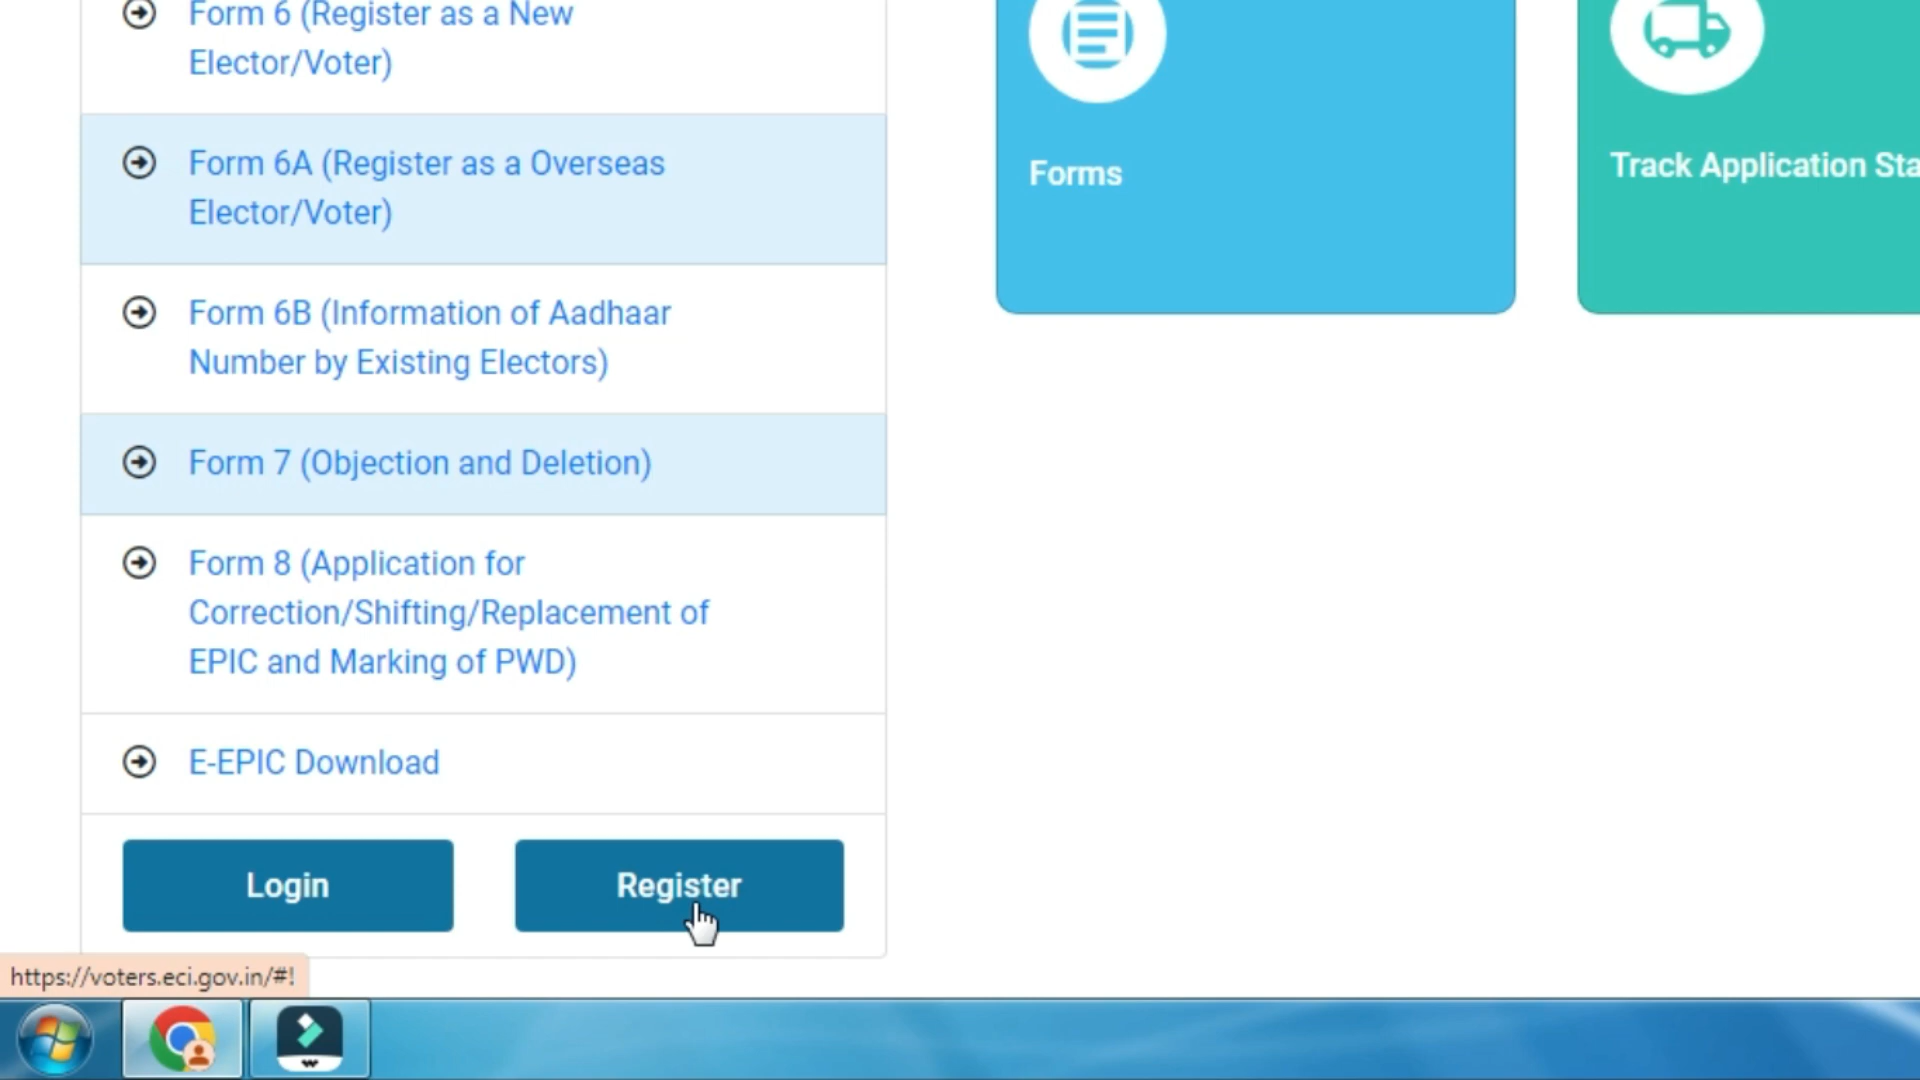 Form 6 (Register as a New
Elector/Voter)
Form 6A (Register as a Overseas
Elector/Voter)
Form 6B (Information of Aadhaar
Number by Existing Electors)
Form 7 (Objection and Deletion)
Form 8 (Application for
Correction/Shifting/Replacement of
EPIC and Marking of PWD)
E-EPIC Download
Login
Register
Forms
Track Application Sta
https://voters.eci.gov.in/#!